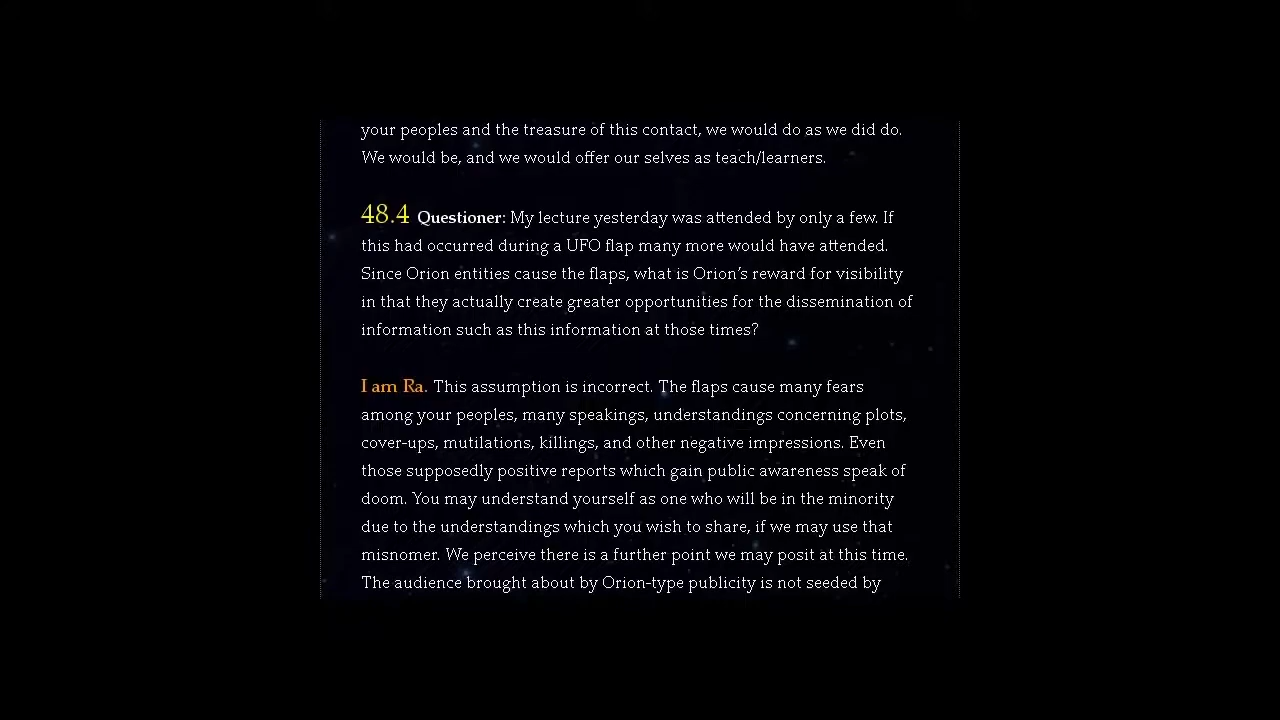 your peoples and the treasure of this contact, we would do as we did do.
We would be, and we would offer our selves as teach/learners.
48.4 Questioner: My lecture yesterday was attended by only a few. If
this had occurred during a UFO flap many more would have attended.
Since Orion entities cause the flaps, what is Orion’s reward for visibility
in that they actually create greater opportunities for the dissemination of
information such as this information at those times?
I am Ra. This assumption is incorrect. The flaps cause many fears
among your peoples, many speakings, understandings concerning plots,
cover-ups, mutilations, killings, and other negative impressions. Even
those supposedly positive reports which gain public awareness speak of
doom. You may understand yourself as one who will be in the minority
due to the understandings which you wish to share, if we may use that
misnomer. We perceive there is a further point we may posit at this time.
The audience brought about by Orion-type publicity is not seeded by